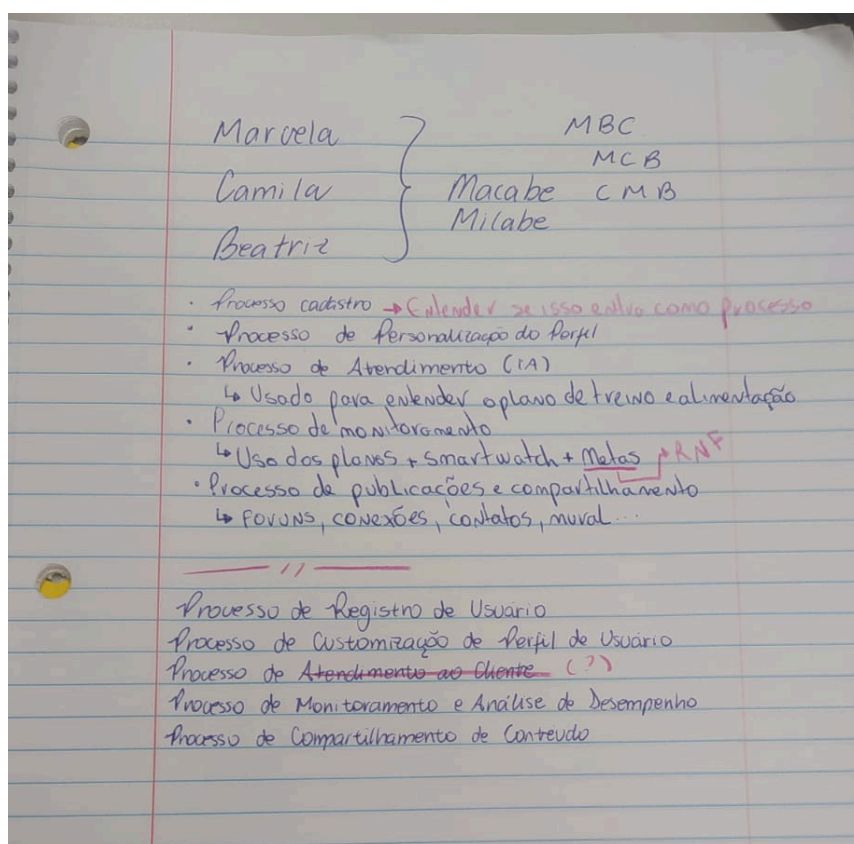 Marcela
MBC
MCB
Camila
Macabe CMB
Milabe
Beatriz
· Processo cadastro → Entender se isso entra como processo
· Processo de Personalização do Perfil
· Processo de Atendimento (IA)
↳ Usado para entender o plano de treino e alimentação
· Processo de monitoramento
↳ Uso dos planos + smartwatch + Metas → RNF
· Processo de publicações e compartilhamento
↳ Foruns, conexões, contatos, mural...
— // —
Processo de Registro de Usuário
Processo de Customização de Perfil de Usuário
Processo de Atendimento ao Cliente (?)
Processo de Monitoramento e Análise de Desempenho
Processo de Compartilhamento de Conteúdo